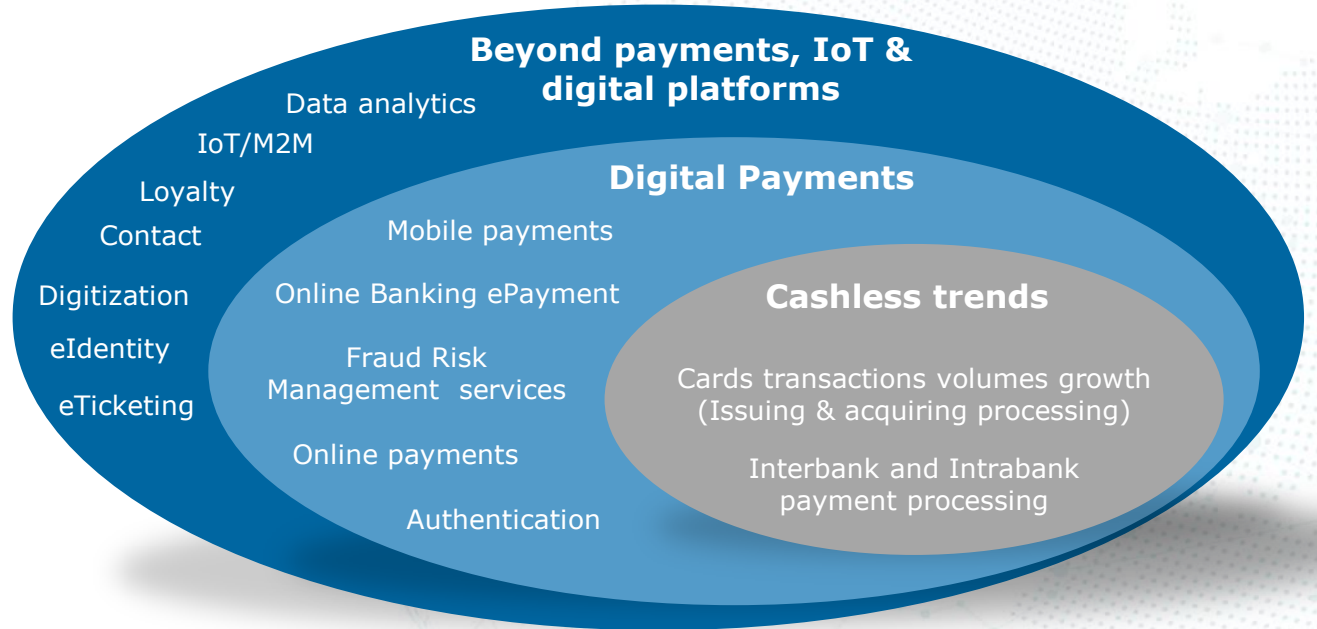 Beyond payments, IoT &
digital platforms
Data analytics
IoT/M2M
Loyalty
Contact
Digitization
eIdentity
eTicketing
Digital Payments
Mobile payments
Online Banking ePayment
Fraud Risk
Management  services
Online payments
Authentication
Cashless trends
Cards transactions volumes growth
(Issuing & acquiring processing)
Interbank and Intrabank
payment processing